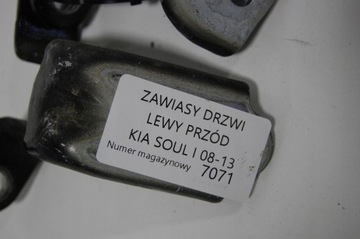 ZAWIASY DRZWI
LEWY PRZÓD
KIA SOUL I 08-13
Numer magazynowy 7071